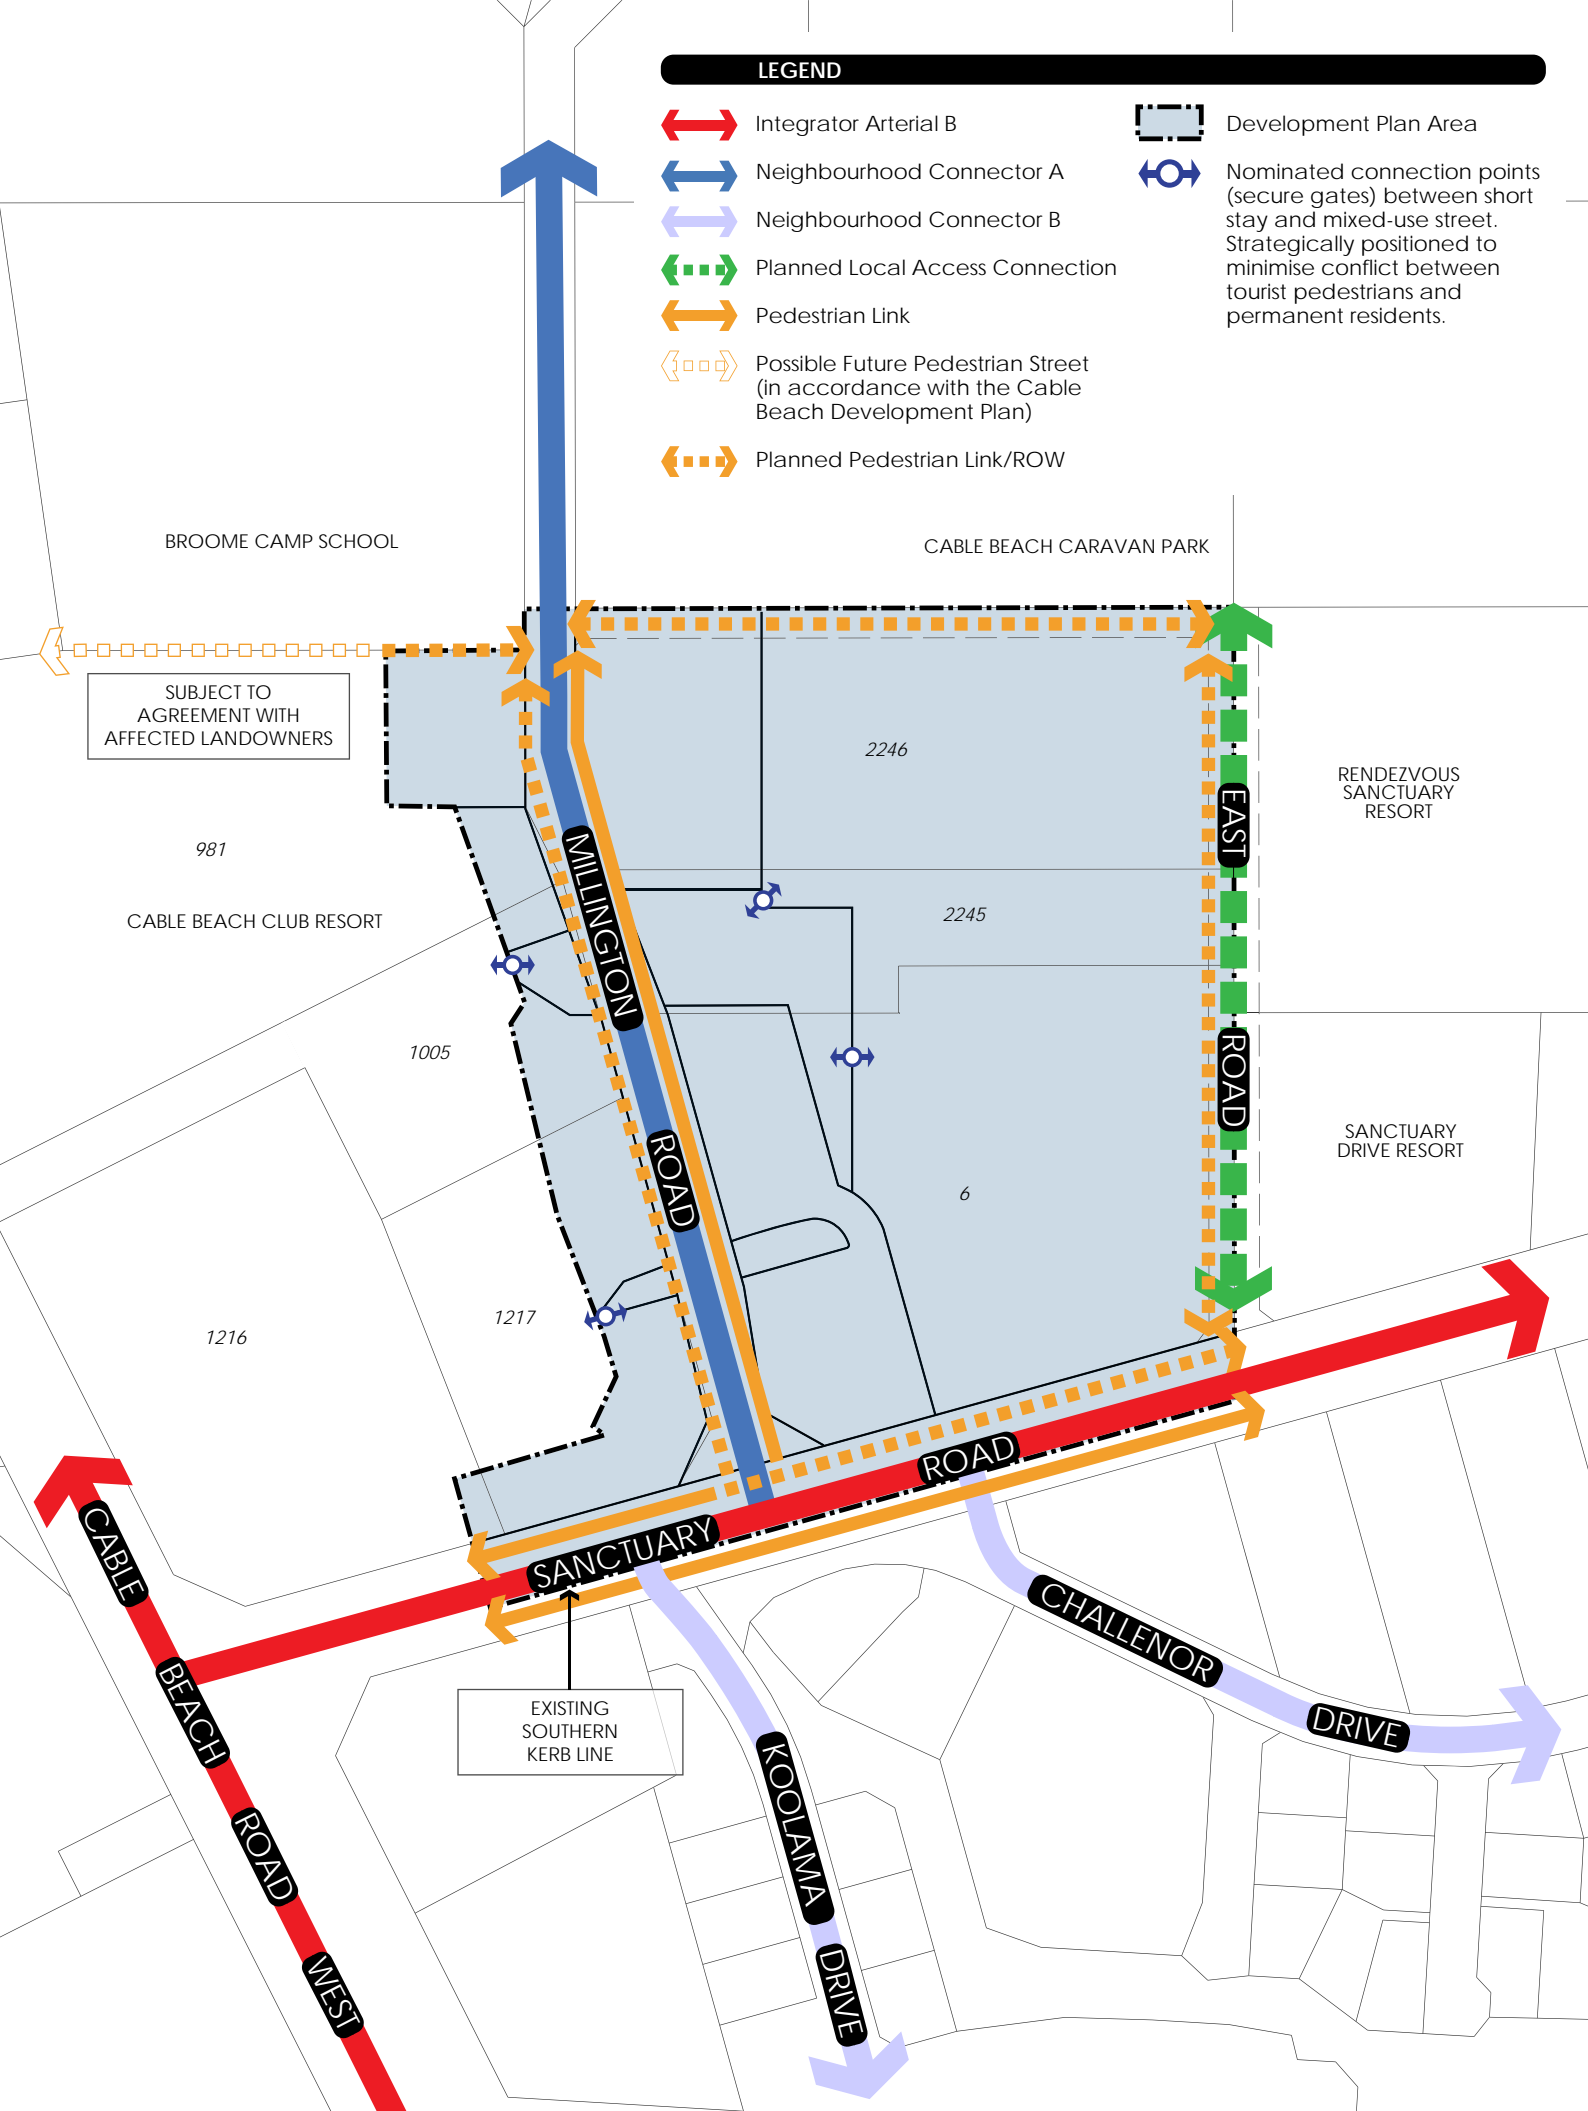 LEGEND
Integrator Arterial B
Neighbourhood Connector A
Neighbourhood Connector B
Planned Local Access Connection
Pedestrian Link
Possible Future Pedestrian Street
(in accordance with the Cable
Beach Development Plan)
Planned Pedestrian Link/ROW
Development Plan Area
Nominated connection points
(secure gates) between short
stay and mixed-use street.
Strategically positioned to
minimise conflict between
tourist pedestrians and
permanent residents.
BROOME CAMP SCHOOL
CABLE BEACH CARAVAN PARK
SUBJECT TO
AGREEMENT WITH
AFFECTED LANDOWNERS
2246
RENDEZVOUS
SANCTUARY
RESORT
EAST
ROAD
981
MILLINGTON
ROAD
CABLE BEACH CLUB RESORT
2245
1005
SANCTUARY
DRIVE RESORT
6
1217
1216
SANCTUARY
ROAD
CABLE
BEACH
ROAD
WEST
CHALLENOR
DRIVE
EXISTING
SOUTHERN
KERB LINE
KOOLAMA
DRIVE